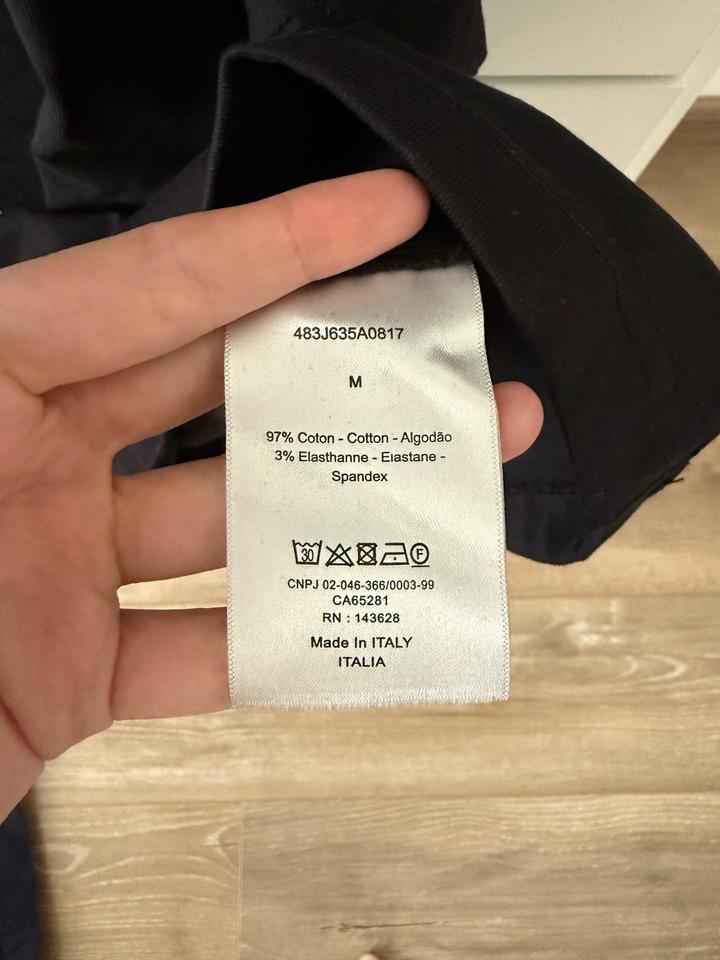 483J635A0817
M
97% Coton - Cotton - Algodão
3% Elasthanne - Elastane -
Spandex
30 F
CNPJ 02-046-366/0003-99
CA65281
RN : 143628
Made In ITALY
ITALIA